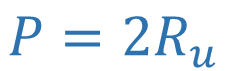 P = 2R_u